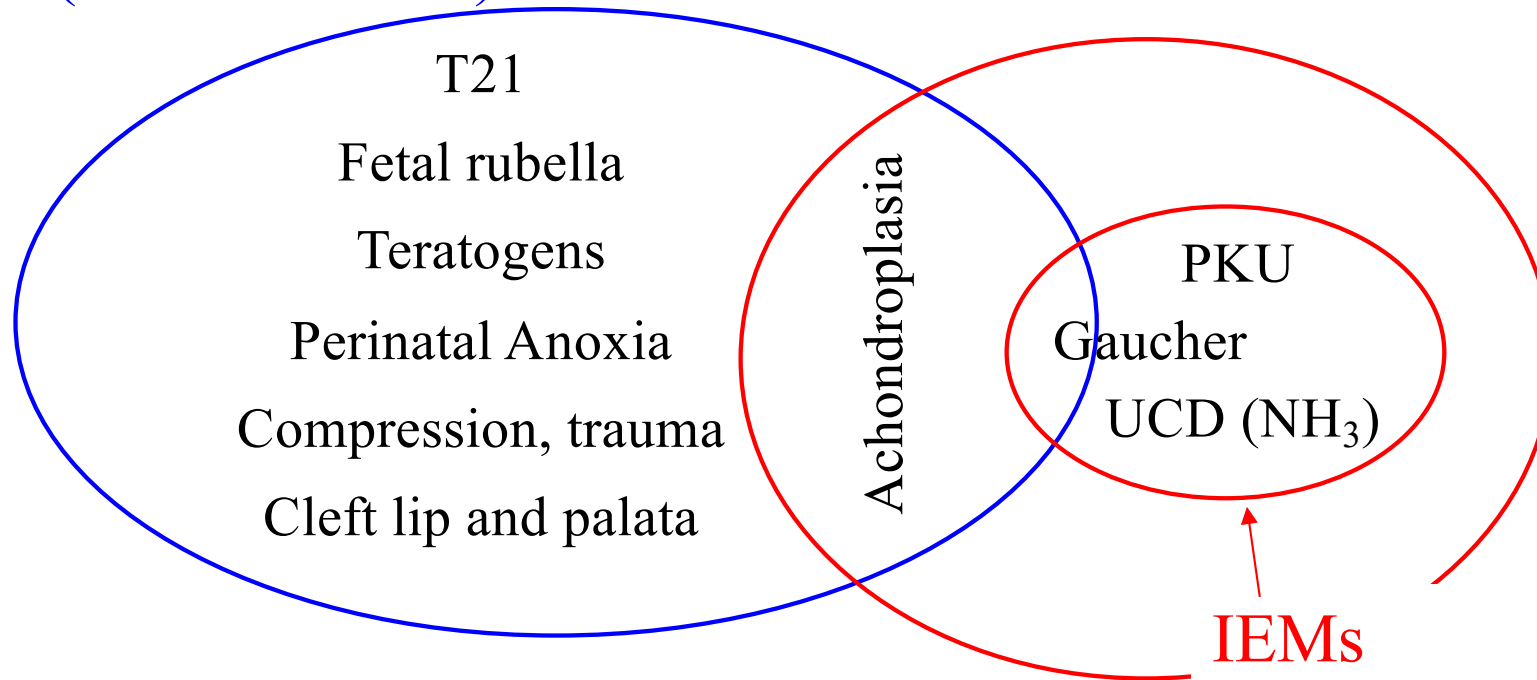 T21
Fetal rubella
Teratogens
Perinatal Anoxia
Compression, trauma
Cleft lip and palata
Achondroplasia
PKU
Gaucher
UCD (NH₃)
IEMs